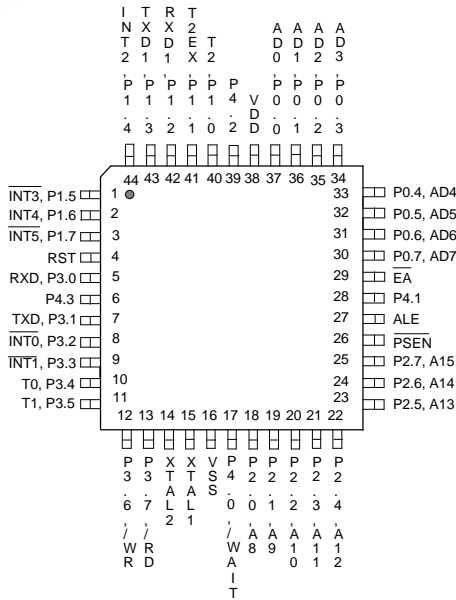 INT2, P1.4
TXD1, P1.3
RXD1, P1.2
T2EX, P1.1
T2, P1.0
P4.2
VDD
AD0, P0.0
AD1, P0.1
AD2, P0.2
AD3, P0.3
44 43 42 41 40 39 38 37 36 35 34
INT3, P1.5 1
INT4, P1.6 2
INT5, P1.7 3
RST 4
RXD, P3.0 5
P4.3 6
TXD, P3.1 7
INT0, P3.2 8
INT1, P3.3 9
T0, P3.4 10
T1, P3.5 11
33 P0.4, AD4
32 P0.5, AD5
31 P0.6, AD6
30 P0.7, AD7
29 EA
28 P4.1
27 ALE
26 PSEN
25 P2.7, A15
24 P2.6, A14
23 P2.5, A13
12 13 14 15 16 17 18 19 20 21 22
P3.6, /WR
P3.7, /RD
XTAL2
XTAL1
VSS
P4.0, /WAIT
P2.0, A8
P2.1, A9
P2.2, A10
P2.3, A11
P2.4, A12